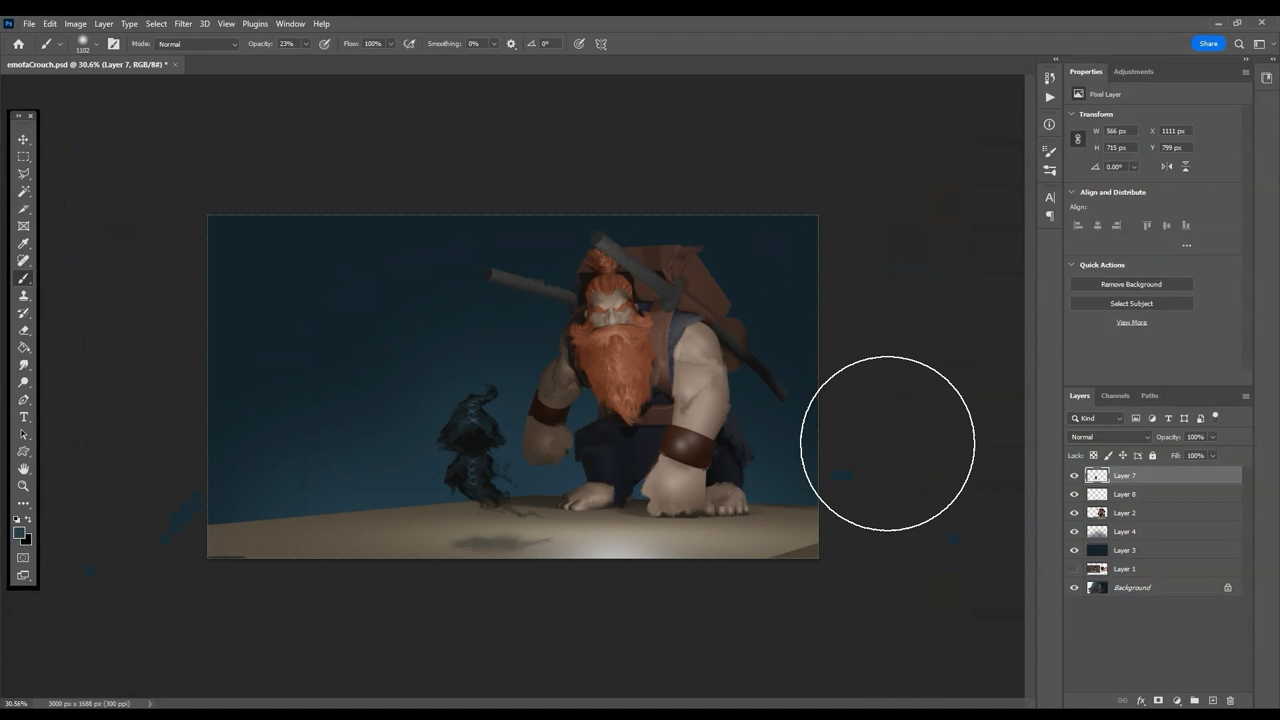 Ps File Edit Image Layer Type Select Filter 3D View Plugins Window Help
1102 Mode: Normal Opacity: 23% Flow: 100% Smoothing: 0% 0° Share
emofaCrouch.psd @ 30.6% (Layer 7, RGB/8#) * ×
Properties Adjustments
Pixel Layer
Transform
W 566 px X 1111 px
H 715 px Y 799 px
0.00°
Align and Distribute
Align:
Quick Actions
Remove Background
Select Subject
View More
Layers Channels Paths
Kind
Normal Opacity: 100%
Lock: Fill: 100%
Layer 7
Layer 8
Layer 2
Layer 4
Layer 3
Layer 1
Background
30.56% 3000 px x 1688 px (300 ppi)